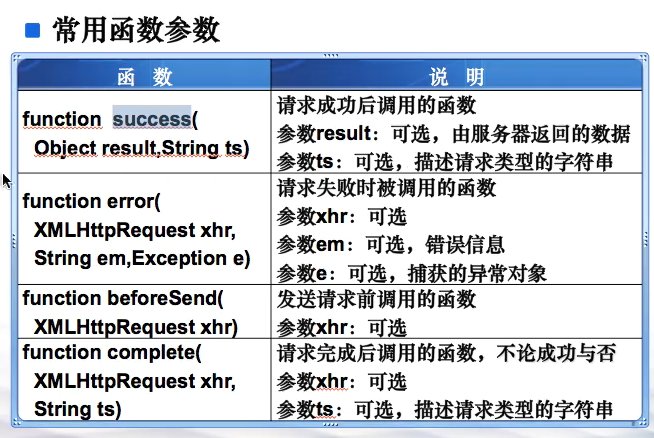 常用函数参数
函 数
说 明
function success(
Object result,String ts)
请求成功后调用的函数
参数result：可选，由服务器返回的数据
参数ts：可选，描述请求类型的字符串
function error(
XMLHttpRequest xhr,
String em,Exception e)
请求失败时被调用的函数
参数xhr：可选
参数em：可选，错误信息
参数e：可选，捕获的异常对象
function beforeSend(
XMLHttpRequest xhr)
发送请求前调用的函数
参数xhr：可选
function complete(
XMLHttpRequest xhr,
String ts)
请求完成后调用的函数，不论成功与否
参数xhr：可选
参数ts：可选，描述请求类型的字符串